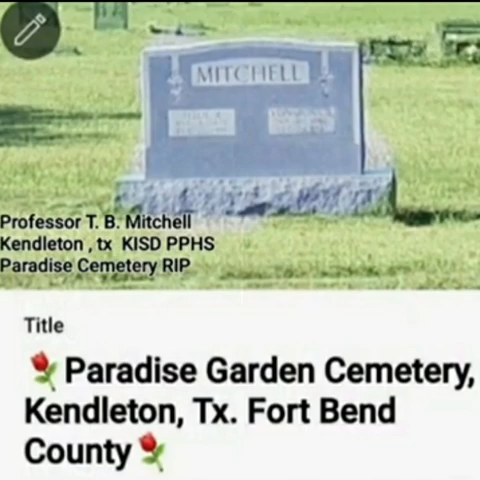 MITCHELL
Professor T. B. Mitchell
Kendleton , tx KISD PPHS
Paradise Cemetery RIP
Title
🌹Paradise Garden Cemetery,
Kendleton, Tx. Fort Bend
County🌹